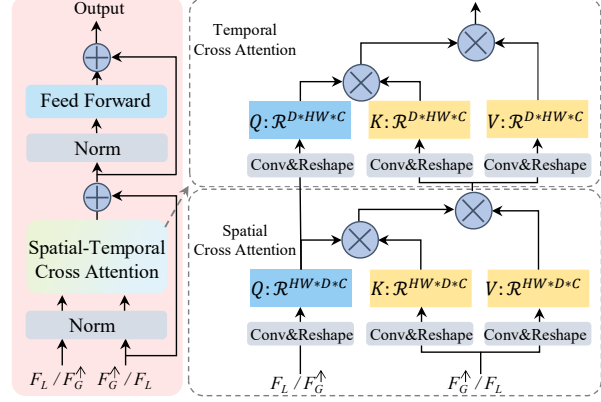 Output
Feed Forward
Norm
Spatial-Temporal
Cross Attention
Norm
F_L / F_G^↑ F_G^↑ / F_L
Temporal
Cross Attention
Q: ℛ^{D*HW*C} K: ℛ^{D*HW*C} V: ℛ^{D*HW*C}
Conv&Reshape Conv&Reshape Conv&Reshape
Spatial
Cross Attention
Q: ℛ^{HW*D*C} K: ℛ^{HW*D*C} V: ℛ^{HW*D*C}
Conv&Reshape Conv&Reshape Conv&Reshape
F_L / F_G^↑ F_G^↑ / F_L